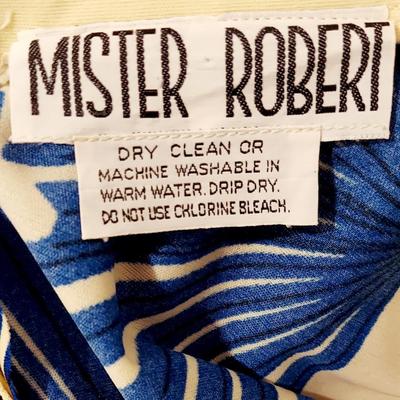 MISTER ROBERT
DRY CLEAN OR
MACHINE WASHABLE IN
WARM WATER. DRIP DRY.
DO NOT USE CHLORINE BLEACH.